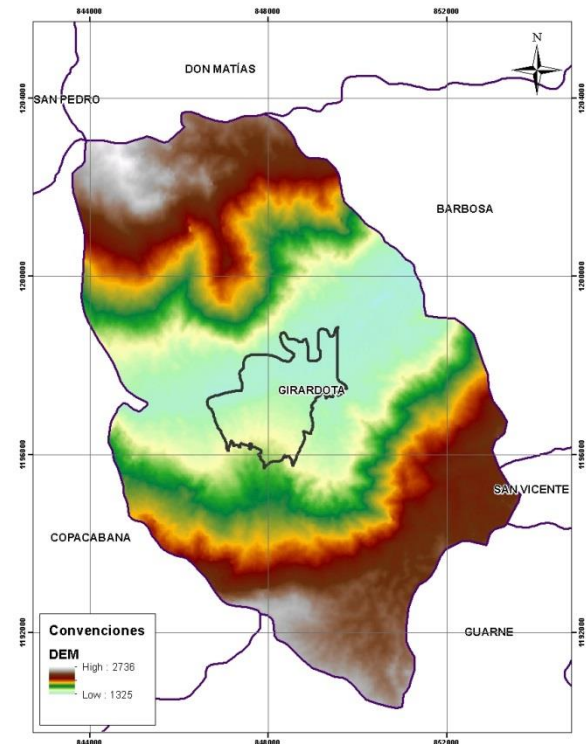 844000 848000 852000
N
DON MATÍAS
SAN PEDRO
1204000 1204000
BARBOSA
1200000 1200000
GIRARDOTA
1196000 1196000
SAN VICENTE
COPACABANA
GUARNE
1192000 1192000
Convenciones
DEM
High : 2736
Low : 1325
844000 848000 852000